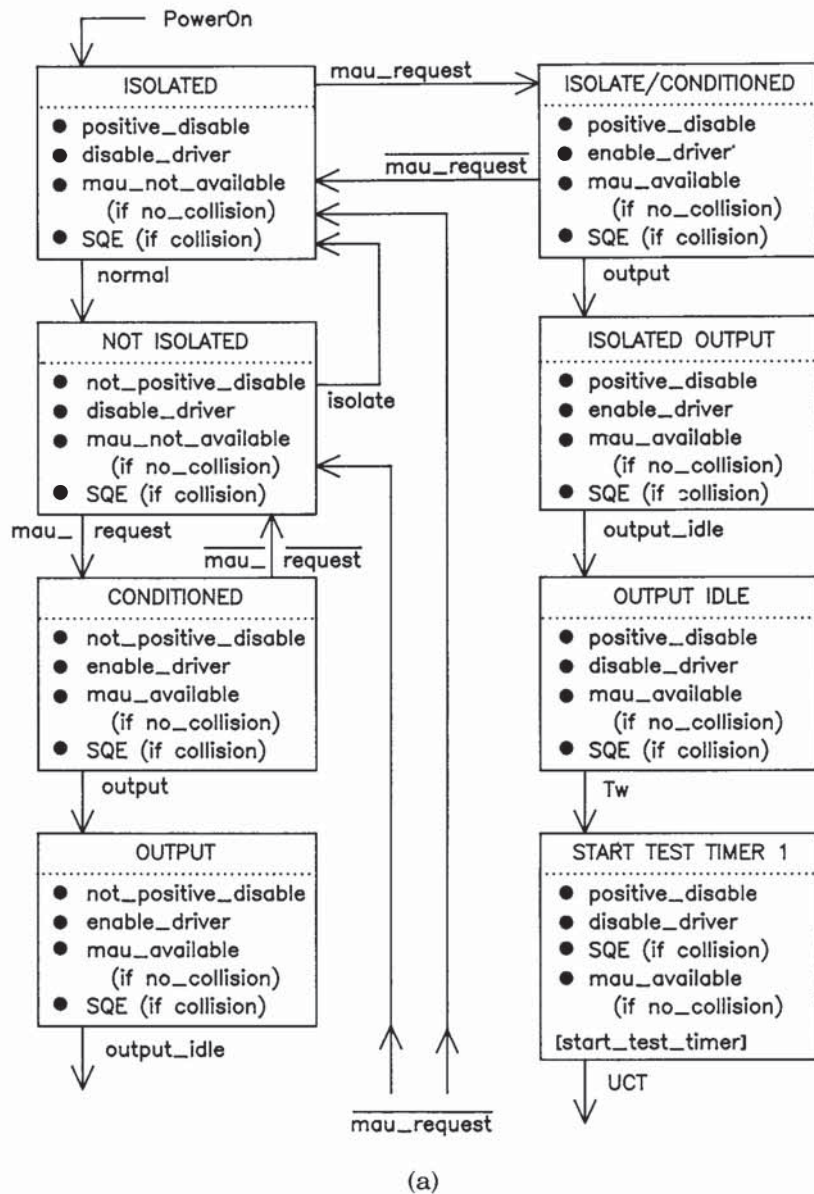 PowerOn
ISOLATED
● positive_disable
● disable_driver
● mau_not_available
(if no_collision)
● SQE (if collision)
mau_request
mau_request
ISOLATE/CONDITIONED
● positive_disable
● enable_driver
● mau_available
(if no_collision)
● SQE (if collision)
normal
output
NOT ISOLATED
● not_positive_disable
● disable_driver
● mau_not_available
(if no_collision)
● SQE (if collision)
isolate
ISOLATED OUTPUT
● positive_disable
● enable_driver
● mau_available
(if no_collision)
● SQE (if collision)
mau_ request
mau_ request
output_idle
CONDITIONED
● not_positive_disable
● enable_driver
● mau_available
(if no_collision)
● SQE (if collision)
OUTPUT IDLE
● positive_disable
● disable_driver
● mau_available
(if no_collision)
● SQE (if collision)
output
Tw
OUTPUT
● not_positive_disable
● enable_driver
● mau_available
(if no_collision)
● SQE (if collision)
START TEST TIMER 1
● positive_disable
● disable_driver
● SQE (if collision)
● mau_available
(if no_collision)
[start_test_timer]
output_idle
UCT
mau_request
(a)